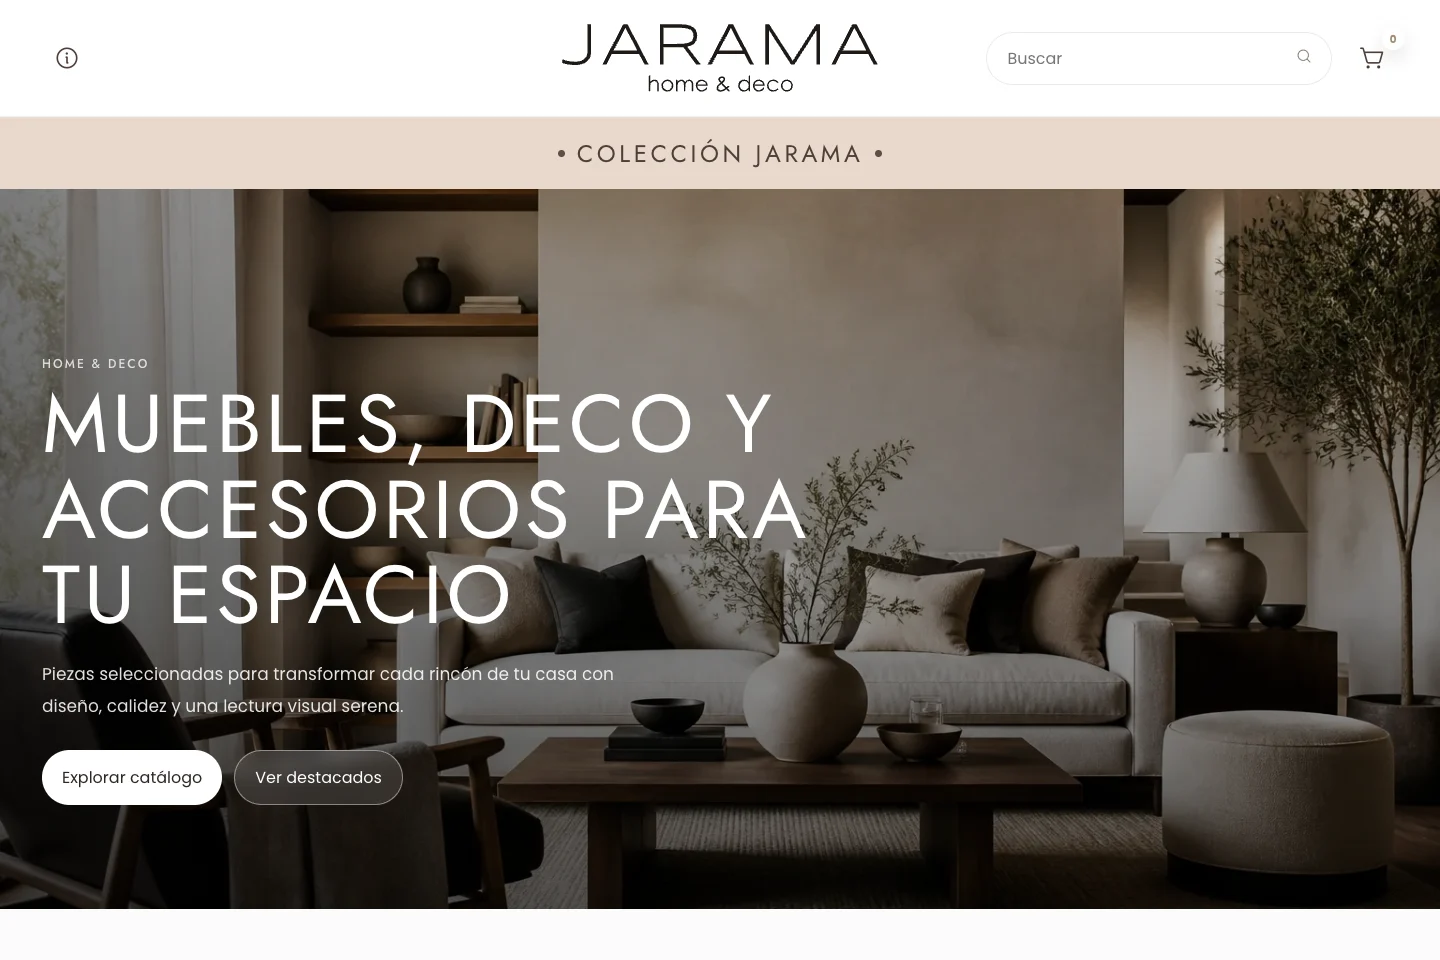 JARAMA
home & deco
Buscar
0
• COLECCIÓN JARAMA •
HOME & DECO
MUEBLES, DECO Y
ACCESORIOS PARA
TU ESPACIO
Piezas seleccionadas para transformar cada rincón de tu casa con
diseño, calidez y una lectura visual serena.
Explorar catálogo
Ver destacados